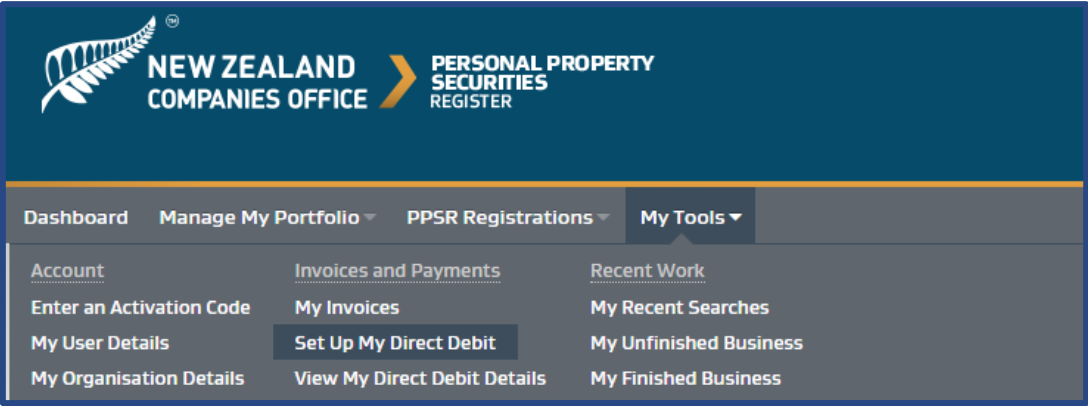 NEW ZEALAND
COMPANIES OFFICE
PERSONAL PROPERTY
SECURITIES
REGISTER
Dashboard Manage My Portfolio PPSR Registrations My Tools
Account Invoices and Payments Recent Work
Enter an Activation Code My Invoices My Recent Searches
My User Details Set Up My Direct Debit My Unfinished Business
My Organisation Details View My Direct Debit Details My Finished Business